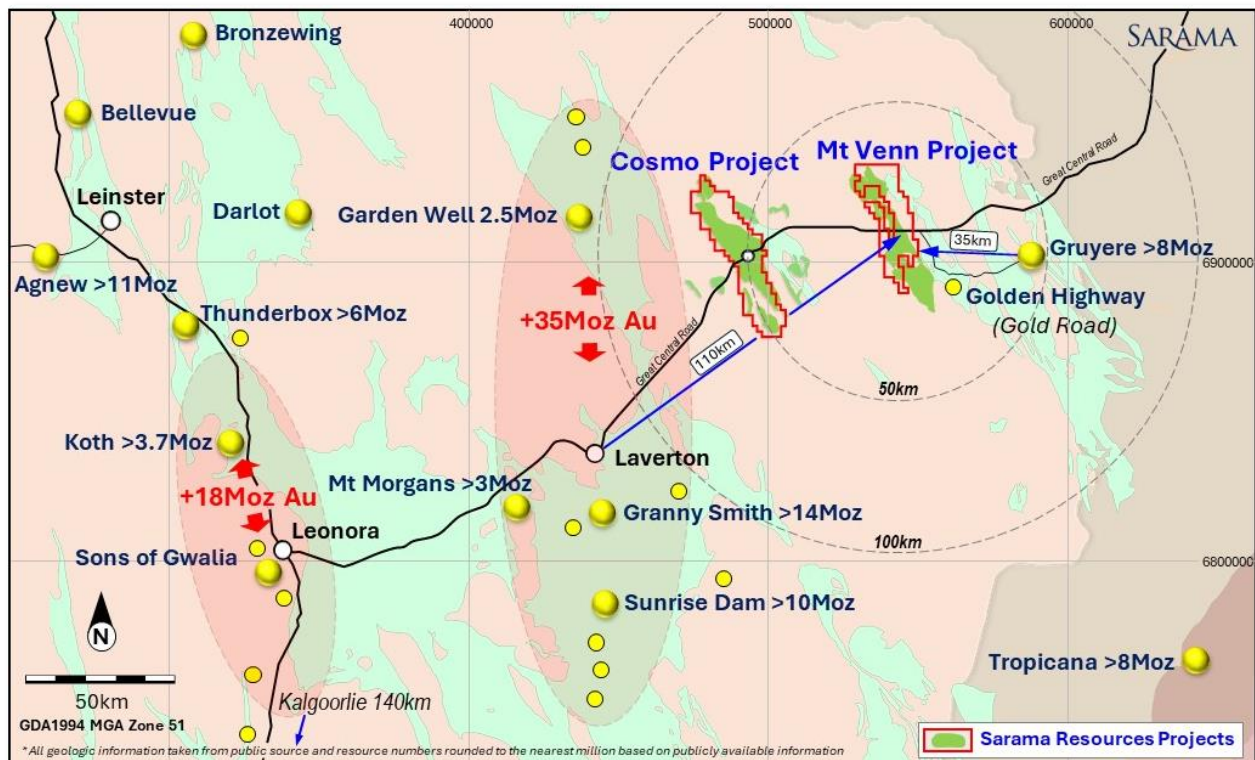 400000
500000
600000
SARAMA
Bronzewing
Bellevue
Leinster
Darlot
Garden Well 2.5Moz
Cosmo Project
Mt Venn Project
Great Central Road
35km
Gruyere >8Moz
6900000
Agnew >11Moz
Thunderbox >6Moz
Golden Highway
(Gold Road)
+35Moz Au
110km
Great Central Road
50km
Koth >3.7Moz
Laverton
+18Moz Au
Mt Morgans >3Moz
Granny Smith >14Moz
Leonora
100km
Sons of Gwalia
6800000
Sunrise Dam >10Moz
N
Tropicana >8Moz
50km
Kalgoorlie 140km
GDA1994 MGA Zone 51
Sarama Resources Projects
* All geologic information taken from public source and resource numbers rounded to the nearest million based on publicly available information